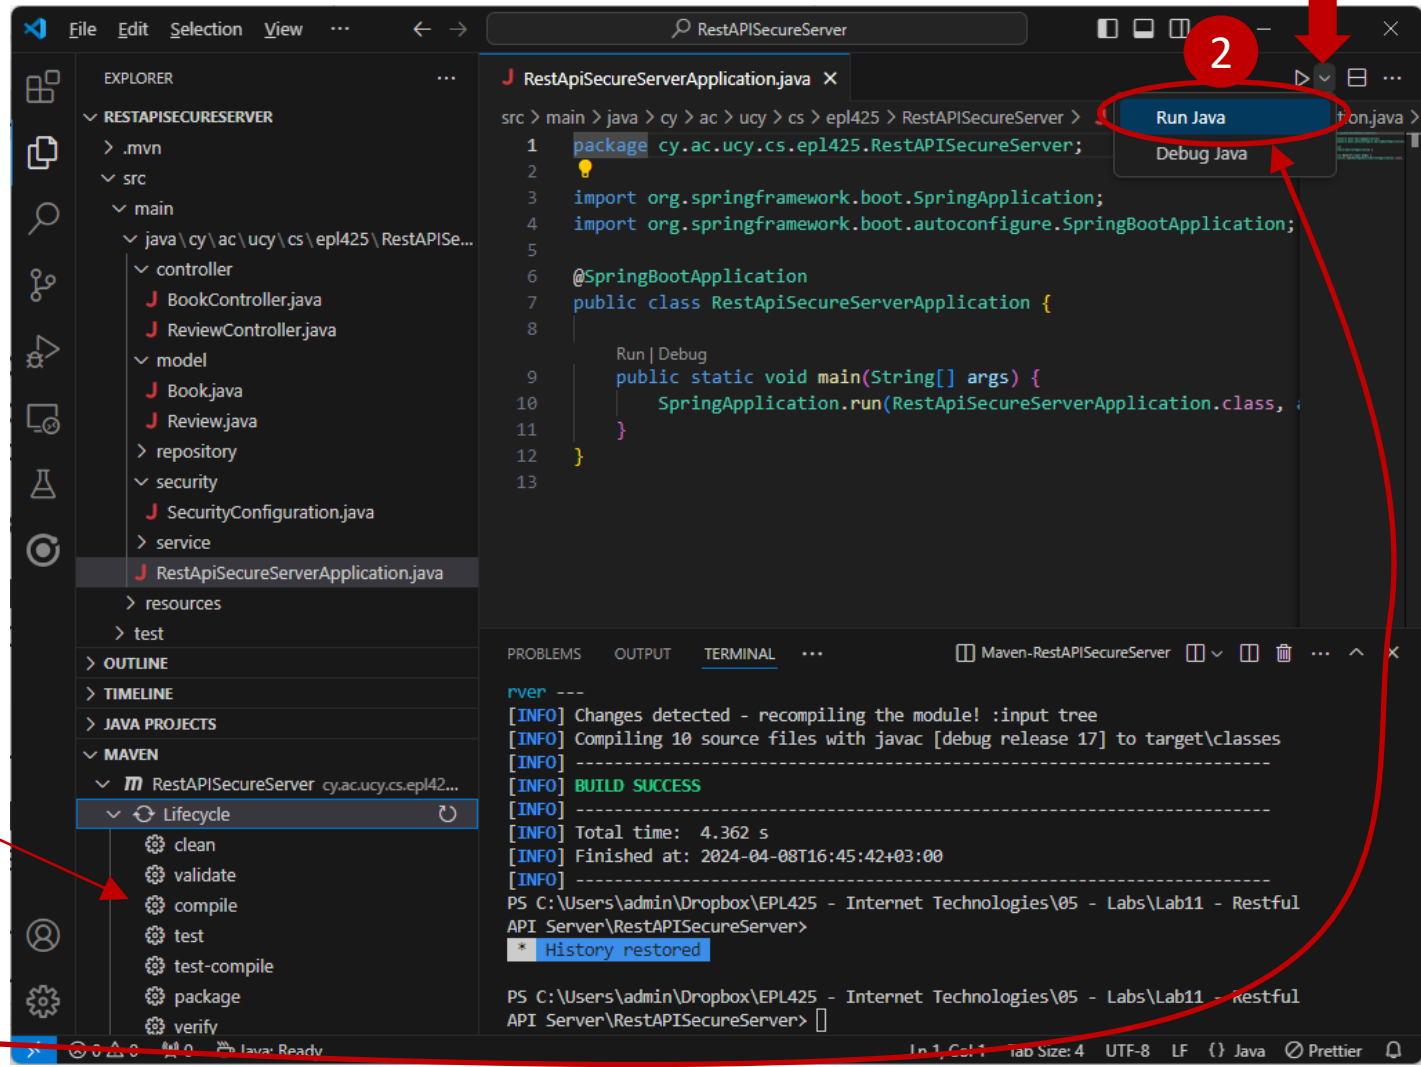 File Edit Selection View ···
RestAPISecureServer
2
EXPLORER
RESTAPISECURESERVER
.mvn
src
main
java\cy\ac\ucy\cs\epl425\RestAPISe...
controller
J BookController.java
J ReviewController.java
model
J Book.java
J Review.java
repository
security
J SecurityConfiguration.java
service
J RestApiSecureServerApplication.java
resources
test
OUTLINE
TIMELINE
JAVA PROJECTS
MAVEN
m RestAPISecureServer cy.ac.ucy.cs.epl42...
Lifecycle
clean
validate
compile
test
test-compile
package
verify
J RestApiSecureServerApplication.java
src > main > java > cy > ac > ucy > cs > epl425 > RestAPISecureServer >
Run Java
Debug Java
1 package cy.ac.ucy.cs.epl425.RestAPISecureServer;
2
3 import org.springframework.boot.SpringApplication;
4 import org.springframework.boot.autoconfigure.SpringBootApplication;
5
6 @SpringBootApplication
7 public class RestApiSecureServerApplication {
8
Run | Debug
9 public static void main(String[] args) {
10 SpringApplication.run(RestApiSecureServerApplication.class,
11 }
12 }
13
PROBLEMS OUTPUT TERMINAL ··· Maven-RestAPISecureServer
rver ---
[INFO] Changes detected - recompiling the module! :input tree
[INFO] Compiling 10 source files with javac [debug release 17] to target\classes
[INFO] ------------------------------------------------------------------
[INFO] BUILD SUCCESS
[INFO] ------------------------------------------------------------------
[INFO] Total time: 4.362 s
[INFO] Finished at: 2024-04-08T16:45:42+03:00
[INFO] ------------------------------------------------------------------
PS C:\Users\admin\Dropbox\EPL425 - Internet Technologies\05 - Labs\Lab11 - Restful
API Server\RestAPISecureServer>
* History restored
PS C:\Users\admin\Dropbox\EPL425 - Internet Technologies\05 - Labs\Lab11 - Restful
API Server\RestAPISecureServer>
0 0 0 Java: Ready Ln 1, Col 1 Tab Size: 4 UTF-8 LF {} Java Prettier